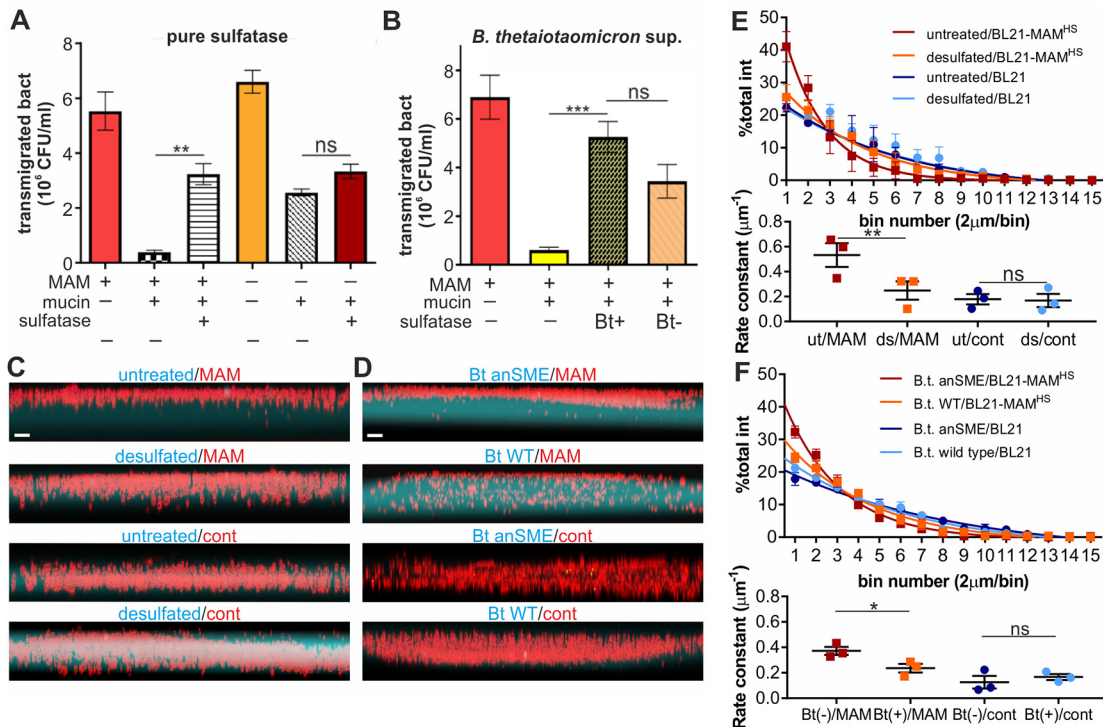 A
pure sulfatase
transmigrated bact
(10⁶ CFU/ml)
8
6
4
2
0
**
ns
MAM + + + − − −
mucin − + + − + +
sulfatase + +
− −
B
B. thetaiotaomicron sup.
transmigrated bact
(10⁶ CFU/ml)
10
8
6
4
2
0
***
ns
MAM + + + +
mucin − + + +
sulfatase − − Bt+ Bt-
C
untreated/MAM
desulfated/MAM
untreated/cont
desulfated/cont
D
Bt anSME/MAM
Bt WT/MAM
Bt anSME/cont
Bt WT/cont
E
%total int
50
40
30
20
10
0
untreated/BL21-MAMᴴˢ
desulfated/BL21-MAMᴴˢ
untreated/BL21
desulfated/BL21
1 2 3 4 5 6 7 8 9 10 11 12 13 14 15
bin number (2µm/bin)
Rate constant (µm⁻¹)
0.8
0.6
0.4
0.2
0.0
**
ns
ut/MAM ds/MAM ut/cont ds/cont
F
%total int
50
40
30
20
10
0
B.t. anSME/BL21-MAMᴴˢ
B.t. WT/BL21-MAMᴴˢ
B.t. anSME/BL21
B.t. wild type/BL21
1 2 3 4 5 6 7 8 9 10 11 12 13 14 15
bin number (2µm/bin)
Rate constant (µm⁻¹)
0.8
0.6
0.4
0.2
0.0
*
ns
Bt(-)/MAM Bt(+)/MAM Bt(-)/cont Bt(+)/cont